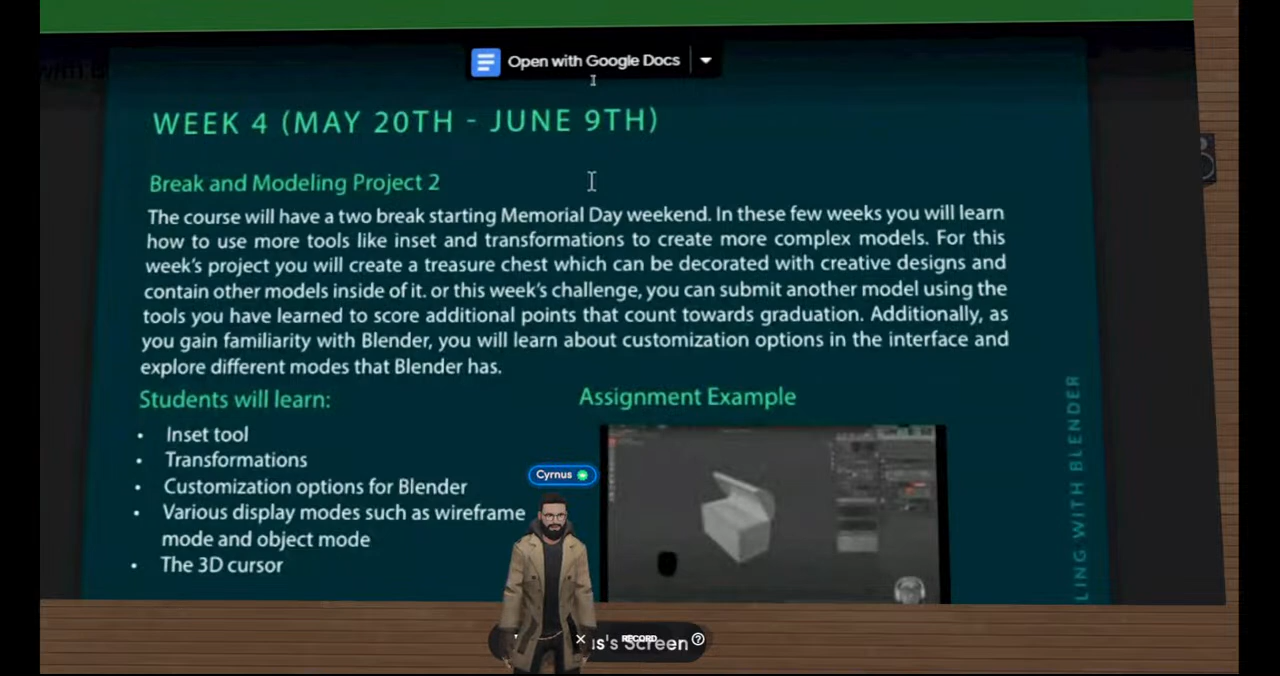 Open with Google Docs
WEEK 4 (MAY 20TH - JUNE 9TH)
Break and Modeling Project 2
The course will have a two break starting Memorial Day weekend. In these few weeks you will learn
how to use more tools like inset and transformations to create more complex models. For this
week's project you will create a treasure chest which can be decorated with creative designs and
contain other models inside of it. or this week's challenge, you can submit another model using the
tools you have learned to score additional points that count towards graduation. Additionally, as
you gain familiarity with Blender, you will learn about customization options in the interface and
explore different modes that Blender has.
Students will learn:
• Inset tool
• Transformations
• Customization options for Blender
• Various display modes such as wireframe
mode and object mode
• The 3D cursor
Assignment Example
Cyrnus
LING WITH BLENDER
RECORD
's Screen